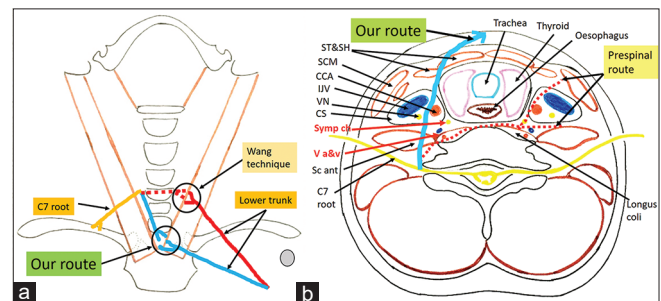 Wang
technique
C7 root
Lower trunk
Our route
a
Our route
Trachea
Thyroid
Oesophagus
ST&SH
SCM
CCA
IJV
VN
CS
Symp ch
V a&v
Sc ant
C7
root
Prespinal
route
Longus
coli
b